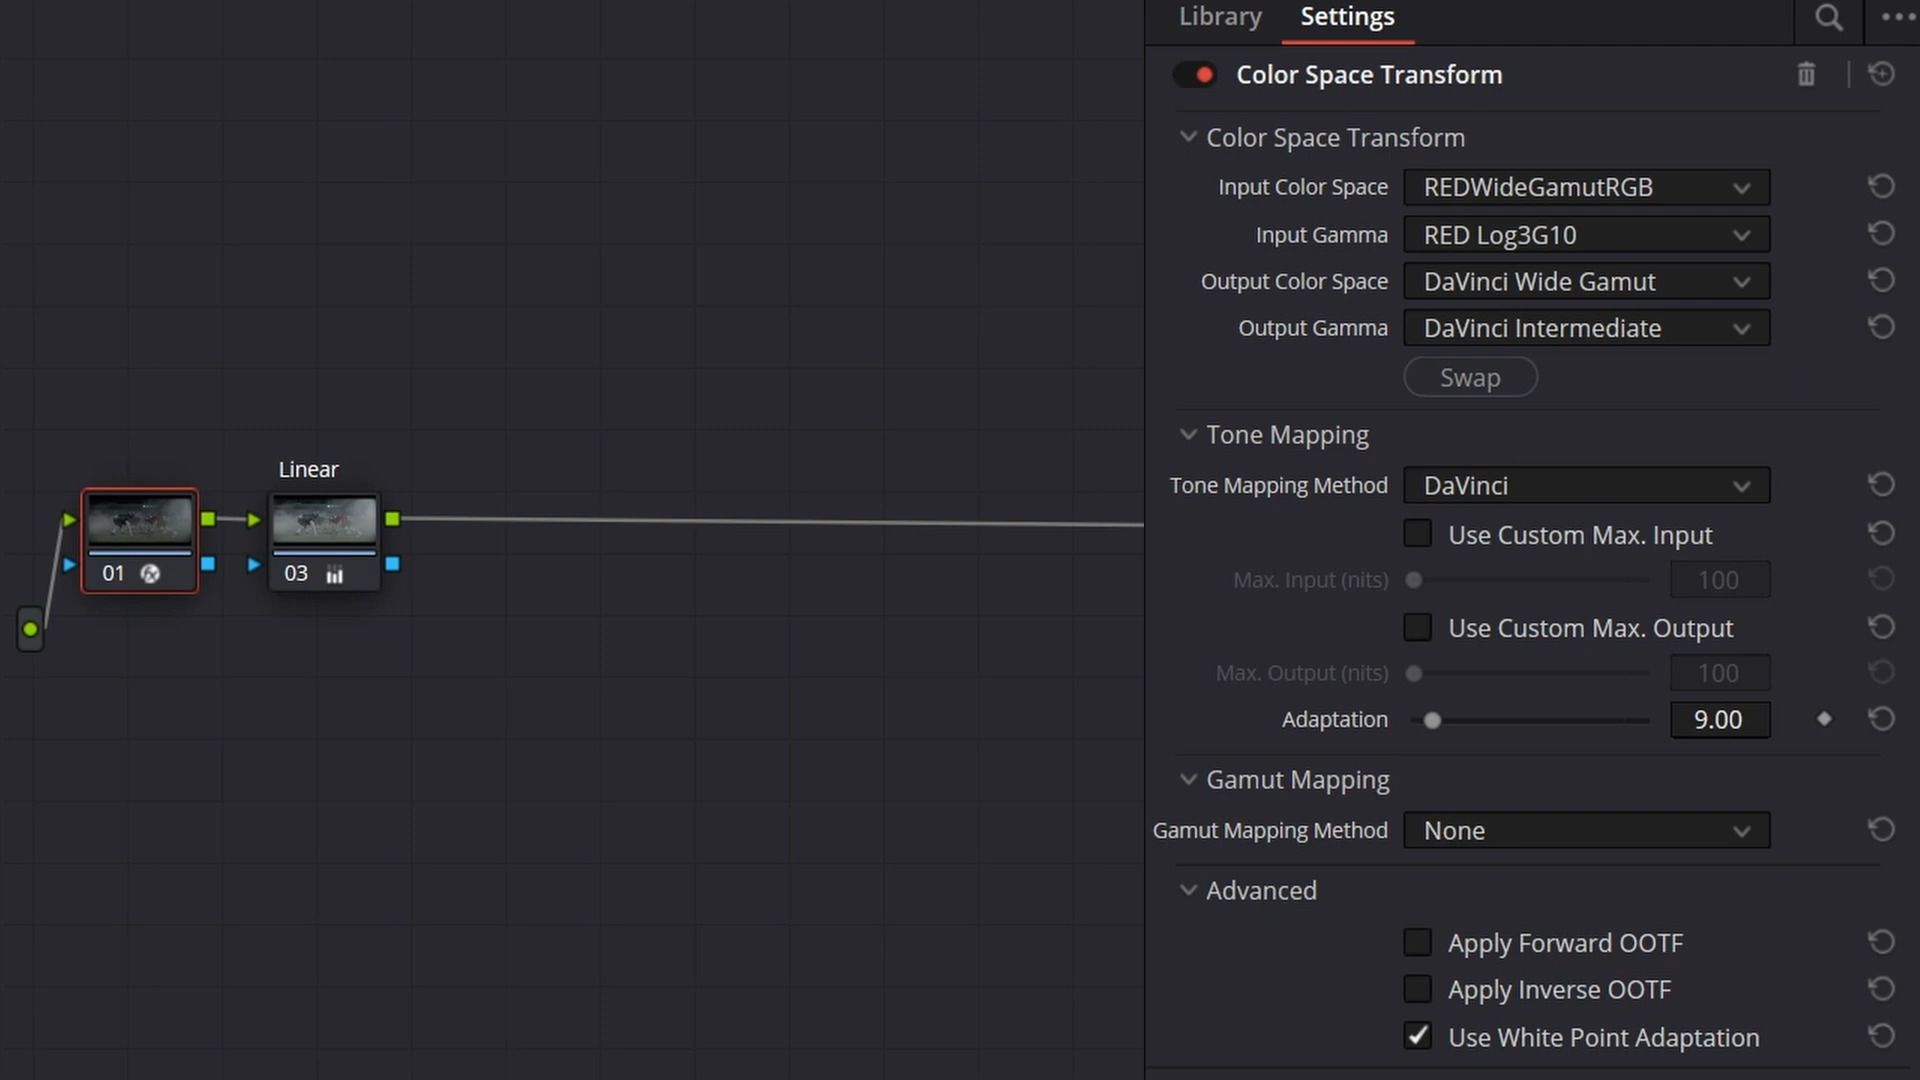 Library Settings
Color Space Transform
Color Space Transform
Input Color Space REDWideGamutRGB
Input Gamma RED Log3G10
Output Color Space DaVinci Wide Gamut
Output Gamma DaVinci Intermediate
Swap
Tone Mapping
Tone Mapping Method DaVinci
Use Custom Max. Input
Max. Input (nits) 100
Use Custom Max. Output
Max. Output (nits) 100
Adaptation 9.00
Gamut Mapping
Gamut Mapping Method None
Advanced
Apply Forward OOTF
Apply Inverse OOTF
Use White Point Adaptation
Linear
01
03